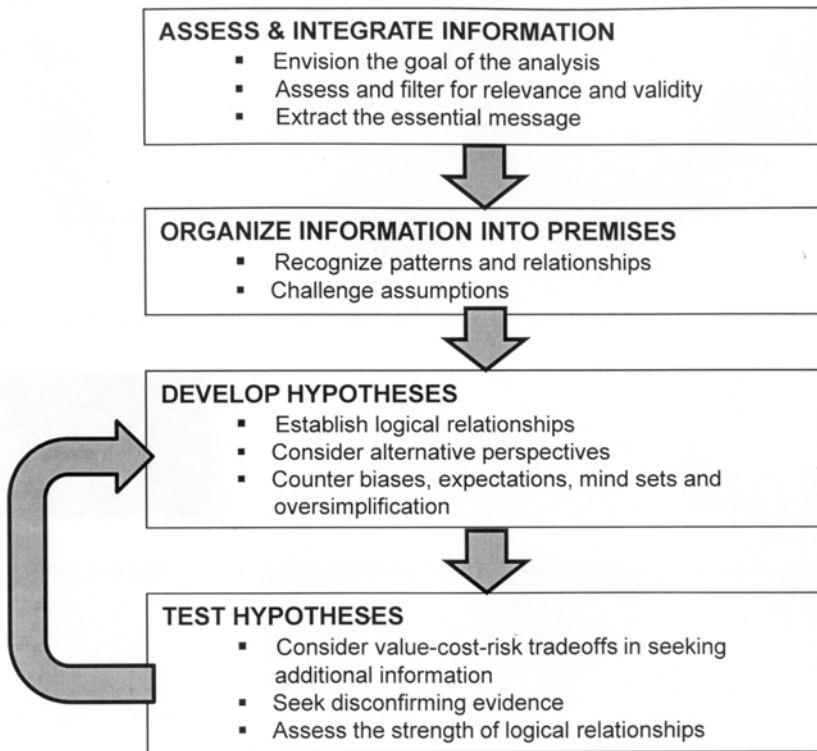 ASSESS & INTEGRATE INFORMATION
▪ Envision the goal of the analysis
▪ Assess and filter for relevance and validity
▪ Extract the essential message
ORGANIZE INFORMATION INTO PREMISES
▪ Recognize patterns and relationships
▪ Challenge assumptions
DEVELOP HYPOTHESES
▪ Establish logical relationships
▪ Consider alternative perspectives
▪ Counter biases, expectations, mind sets and
oversimplification
TEST HYPOTHESES
▪ Consider value-cost-risk tradeoffs in seeking
additional information
▪ Seek disconfirming evidence
▪ Assess the strength of logical relationships